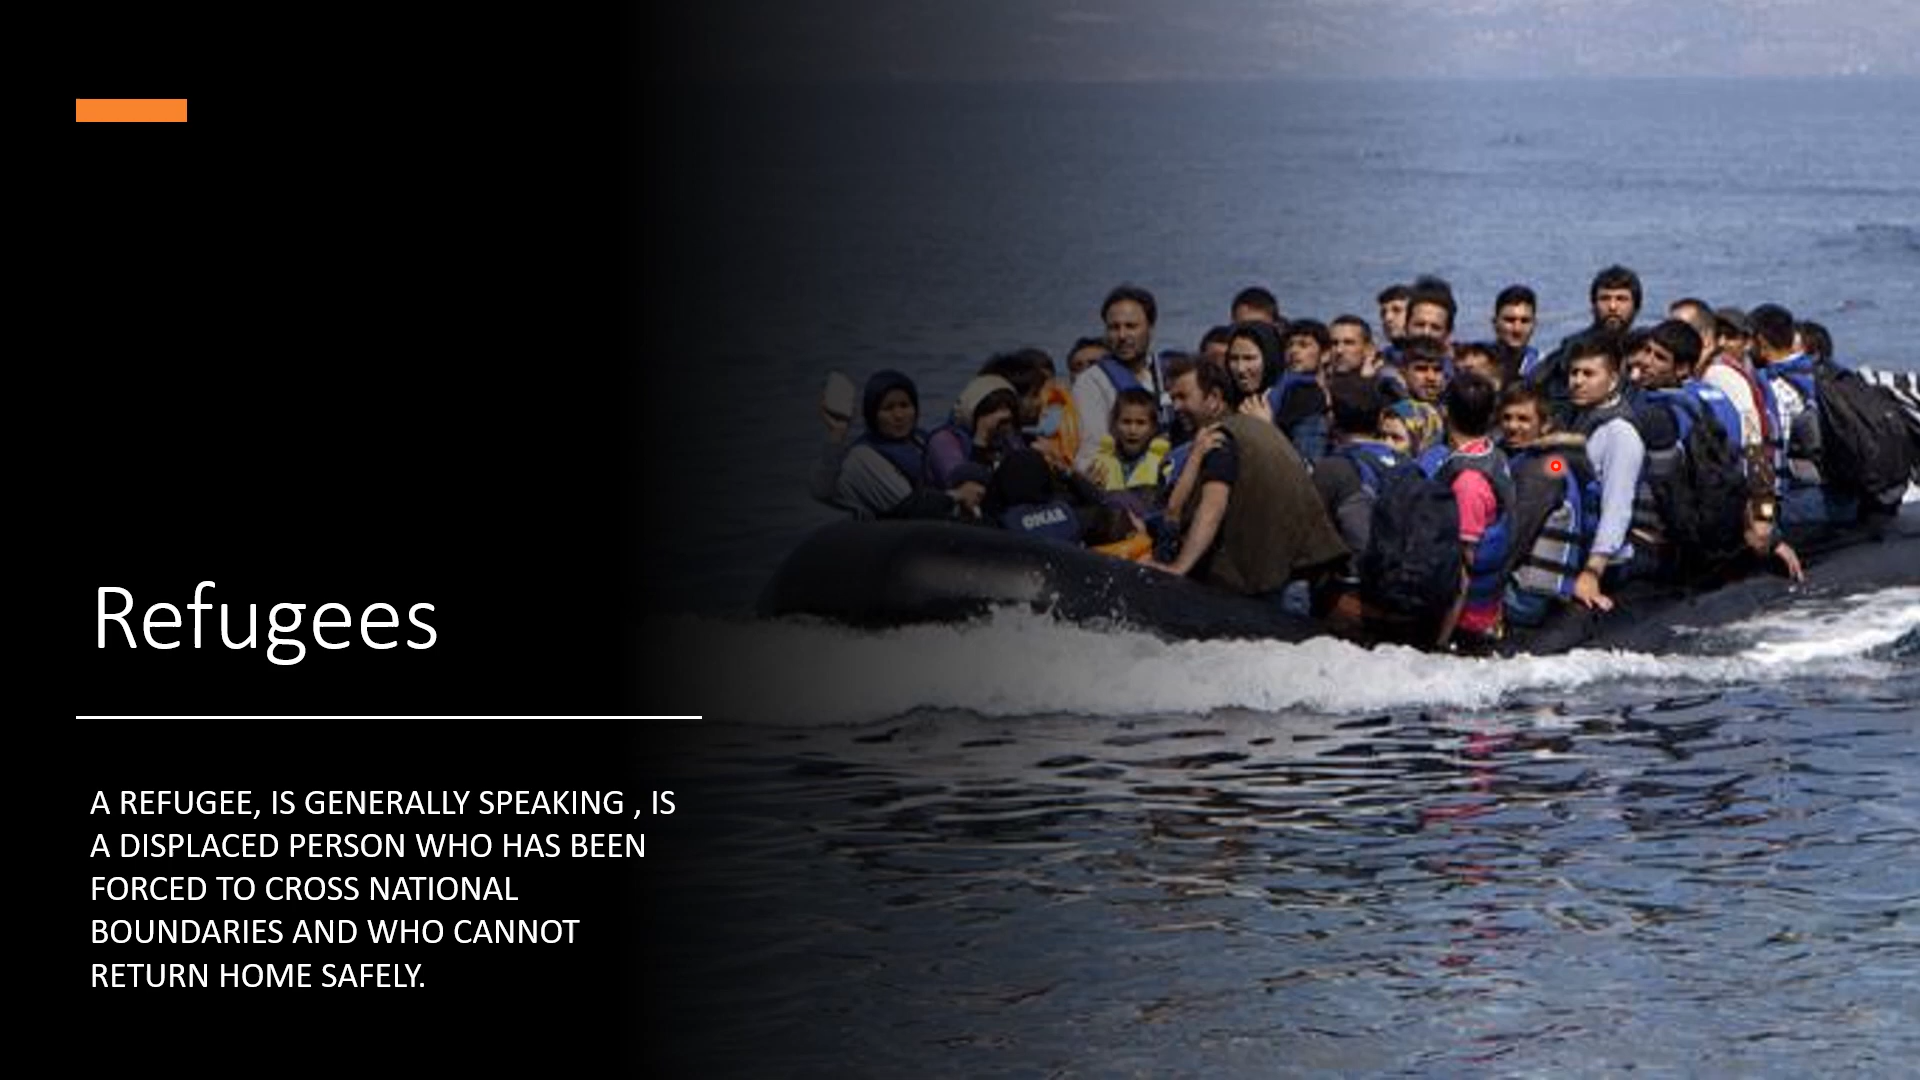 Refugees
A REFUGEE, IS GENERALLY SPEAKING , IS
A DISPLACED PERSON WHO HAS BEEN
FORCED TO CROSS NATIONAL
BOUNDARIES AND WHO CANNOT
RETURN HOME SAFELY.